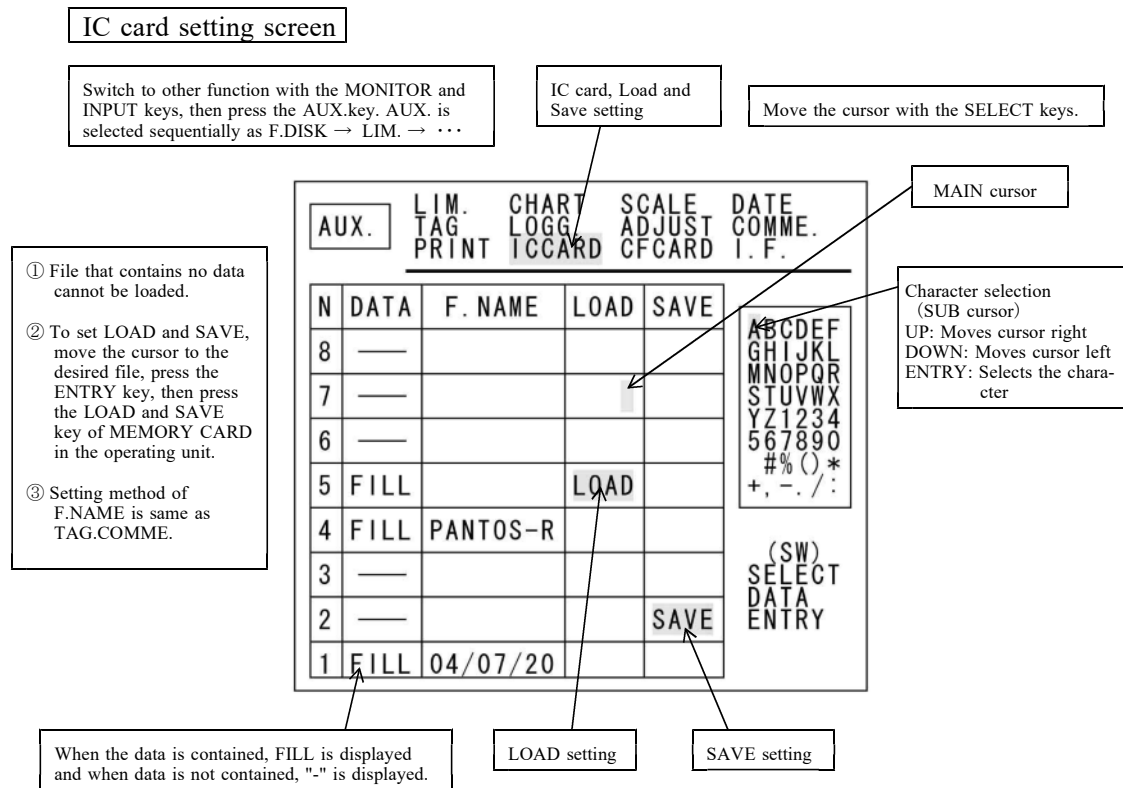 IC card setting screen
Switch to other function with the MONITOR and
INPUT keys, then press the AUX.key. AUX. is
selected sequentially as F.DISK → LIM. → ···
IC card, Load and
Save setting
Move the cursor with the SELECT keys.
MAIN cursor
① File that contains no data
cannot be loaded.
② To set LOAD and SAVE,
move the cursor to the
desired file, press the
ENTRY key, then press
the LOAD and SAVE
key of MEMORY CARD
in the operating unit.
③ Setting method of
F.NAME is same as
TAG.COMME.
AUX.
LIM. CHART SCALE DATE
TAG LOGG. ADJUST COMME.
PRINT ICCARD CFCARD I.F.
N DATA F.NAME LOAD SAVE
8 ——
7 ——
6 ——
5 FILL LOAD
4 FILL PANTOS-R
3 ——
2 —— SAVE
1 FILL 04/07/20
ABCDEF
GHIJKL
MNOPQR
STUVWX
YZ1234
567890
#%()*
+,-./:
(SW)
SELECT
DATA
ENTRY
Character selection
(SUB cursor)
UP: Moves cursor right
DOWN: Moves cursor left
ENTRY: Selects the chara-
cter
When the data is contained, FILL is displayed
and when data is not contained, "-" is displayed.
LOAD setting
SAVE setting